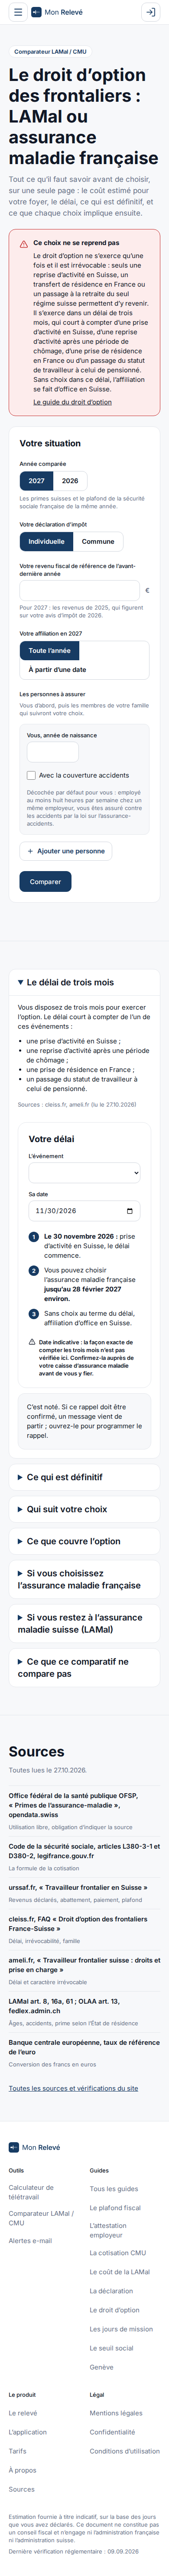 Mon Relevé
Comparateur LAMal / CMU
Le droit d’option
des frontaliers :
LAMal ou
assurance
maladie française
Tout ce qu’il faut savoir avant de choisir,
sur une seule page : le coût estimé pour
votre foyer, le délai, ce qui est définitif, et
ce que chaque choix implique ensuite.
Ce choix ne se reprend pas
Le droit d’option ne s’exerce qu’une
fois et il est irrévocable : seuls une
reprise d’activité en Suisse, un
transfert de résidence en France ou
un passage à la retraite du seul
régime suisse permettent d’y revenir.
Il s’exerce dans un délai de trois
mois, qui court à compter d’une prise
d’activité en Suisse, d’une reprise
d’activité après une période de
chômage, d’une prise de résidence
en France ou d’un passage du statut
de travailleur à celui de pensionné.
Sans choix dans ce délai, l’affiliation
se fait d’office en Suisse.
Le guide du droit d’option
Votre situation
Année comparée
2027
2026
Les primes suisses et le plafond de la sécurité
sociale française de la même année.
Votre déclaration d’impôt
Individuelle
Commune
Votre revenu fiscal de référence de l’avant-
dernière année
€
Pour 2027 : les revenus de 2025, qui figurent
sur votre avis d’impôt de 2026.
Votre affiliation en 2027
Toute l’année
À partir d’une date
Les personnes à assurer
Vous d’abord, puis les membres de votre famille
qui suivront votre choix.
Vous, année de naissance
Avec la couverture accidents
Décochée par défaut pour vous : employé
au moins huit heures par semaine chez un
même employeur, vous êtes assuré contre
les accidents par la loi sur l’assurance-
accidents.
+ Ajouter une personne
Comparer
▼ Le délai de trois mois
Vous disposez de trois mois pour exercer
l’option. Le délai court à compter de l’un de
ces événements :
• une prise d’activité en Suisse ;
• une reprise d’activité après une période
de chômage ;
• une prise de résidence en France ;
• un passage du statut de travailleur à
celui de pensionné.
Sources : cleiss.fr, ameli.fr (lu le 27.10.2026)
Votre délai
L’événement
Sa date
11/30/2026
1 Le 30 novembre 2026 : prise
d’activité en Suisse, le délai
commence.
2 Vous pouvez choisir
l’assurance maladie française
jusqu’au 28 février 2027
environ.
3 Sans choix au terme du délai,
affiliation d’office en Suisse.
Date indicative : la façon exacte de
compter les trois mois n’est pas
vérifiée ici. Confirmez-la auprès de
votre caisse d’assurance maladie
avant de vous y fier.
C’est noté. Si ce rappel doit être
confirmé, un message vient de
partir ; ouvrez-le pour programmer le
rappel.
▶ Ce qui est définitif
▶ Qui suit votre choix
▶ Ce que couvre l’option
▶ Si vous choisissez
l’assurance maladie française
▶ Si vous restez à l’assurance
maladie suisse (LAMal)
▶ Ce que ce comparatif ne
compare pas
Sources
Toutes lues le 27.10.2026.
Office fédéral de la santé publique OFSP,
« Primes de l’assurance-maladie »,
opendata.swiss
Utilisation libre, obligation d’indiquer la source
Code de la sécurité sociale, articles L380-3-1 et
D380-2, legifrance.gouv.fr
La formule de la cotisation
urssaf.fr, « Travailleur frontalier en Suisse »
Revenus déclarés, abattement, paiement, plafond
cleiss.fr, FAQ « Droit d’option des frontaliers
France-Suisse »
Délai, irrévocabilité, famille
ameli.fr, « Travailleur frontalier suisse : droits et
prise en charge »
Délai et caractère irrévocable
LAMal art. 8, 16a, 61 ; OLAA art. 13,
fedlex.admin.ch
Âges, accidents, prime selon l’État de résidence
Banque centrale européenne, taux de référence
de l’euro
Conversion des francs en euros
Toutes les sources et vérifications du site
Mon Relevé
Outils
Calculateur de
télétravail
Comparateur LAMal /
CMU
Alertes e-mail
Guides
Tous les guides
Le plafond fiscal
L’attestation
employeur
La cotisation CMU
Le coût de la LAMal
La déclaration
Le droit d’option
Les jours de mission
Le seuil social
Genève
Le produit
Le relevé
L’application
Tarifs
À propos
Sources
Légal
Mentions légales
Confidentialité
Conditions d’utilisation
Estimation fournie à titre indicatif, sur la base des jours
que vous avez déclarés. Ce document ne constitue pas
un conseil fiscal et n’engage ni l’administration française
ni l’administration suisse.
Dernière vérification réglementaire : 09.09.2026